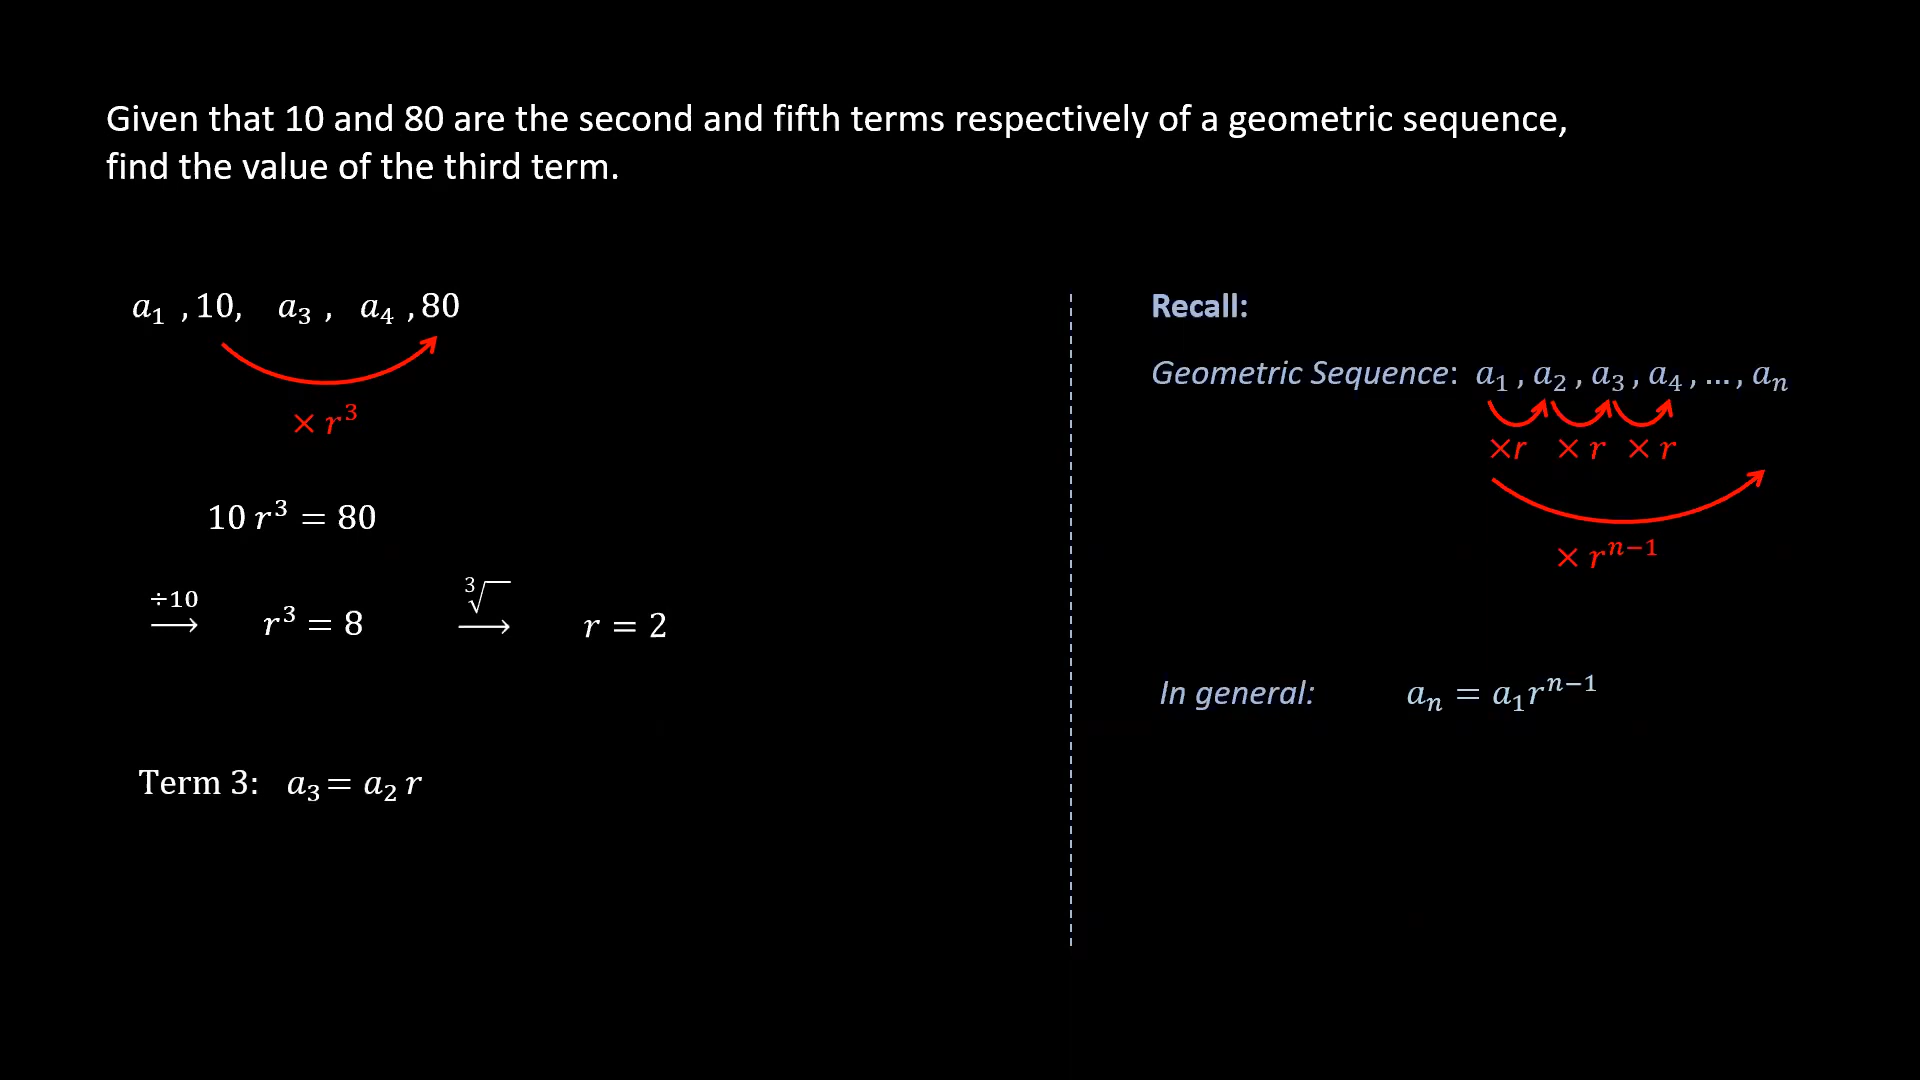 Given that 10 and 80 are the second and fifth terms respectively of a geometric sequence,
find the value of the third term.
a₁ , 10, a₃ , a₄ , 80
× r³
10 r³ = 80
÷10 ⟶ r³ = 8 ∛ ⟶ r = 2
Term 3: a₃ = a₂ r
Recall:
Geometric Sequence: a₁ , a₂ , a₃ , a₄ , … , aₙ
×r × r × r
× rⁿ⁻¹
In general: aₙ = a₁rⁿ⁻¹